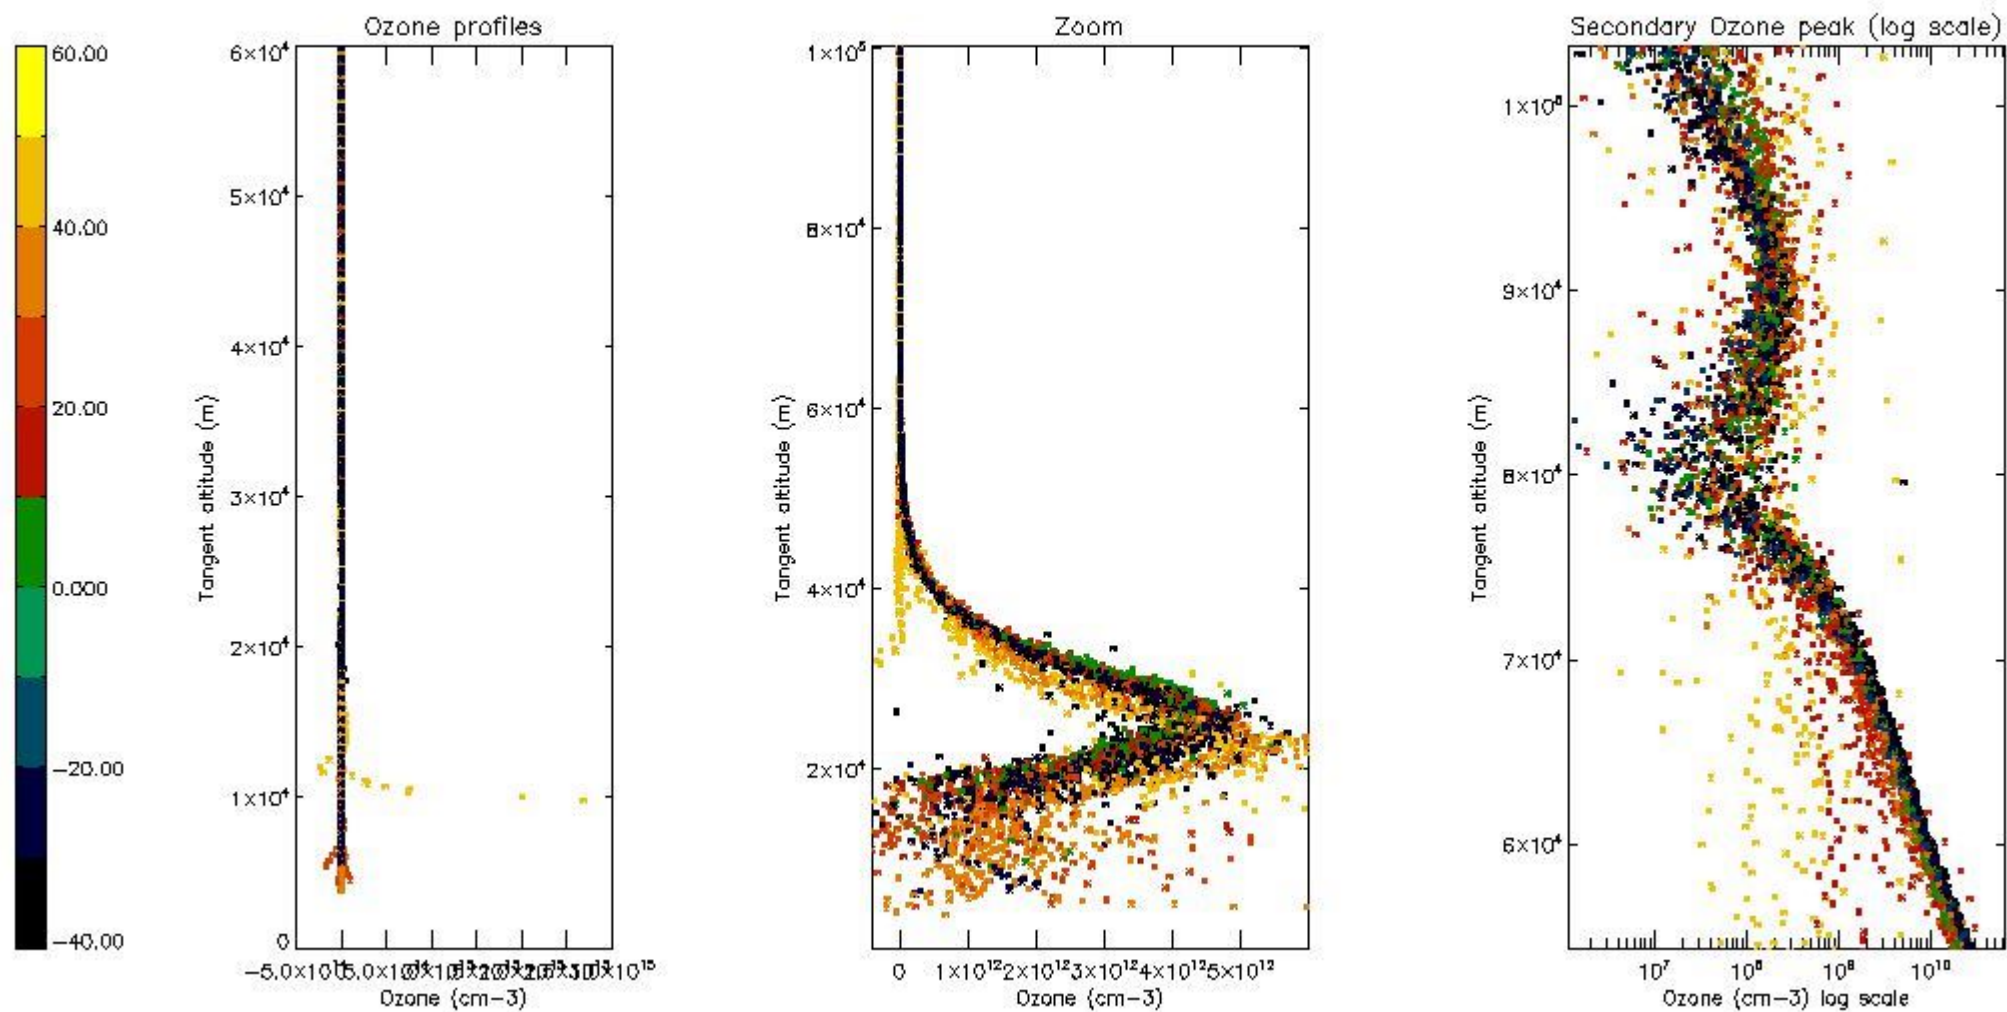 Ozone profiles
Zoom
Secondary Ozone peak (log scale)
60.00
40.00
20.00
0.000
-20.00
-40.00
6×10⁴
5×10⁴
4×10⁴
3×10⁴
2×10⁴
1×10⁴
0
Tangent altitude (m)
Ozone (cm-3)
1×10⁵
8×10⁴
6×10⁴
4×10⁴
2×10⁴
Tangent altitude (m)
0 1×10¹² 2×10¹² 3×10¹² 4×10¹² 5×10¹²
Ozone (cm-3)
9×10⁴
8×10⁴
7×10⁴
6×10⁴
Tangent altitude (m)
10⁷ 10⁸ 10⁹ 10¹⁰
Ozone (cm-3) log scale